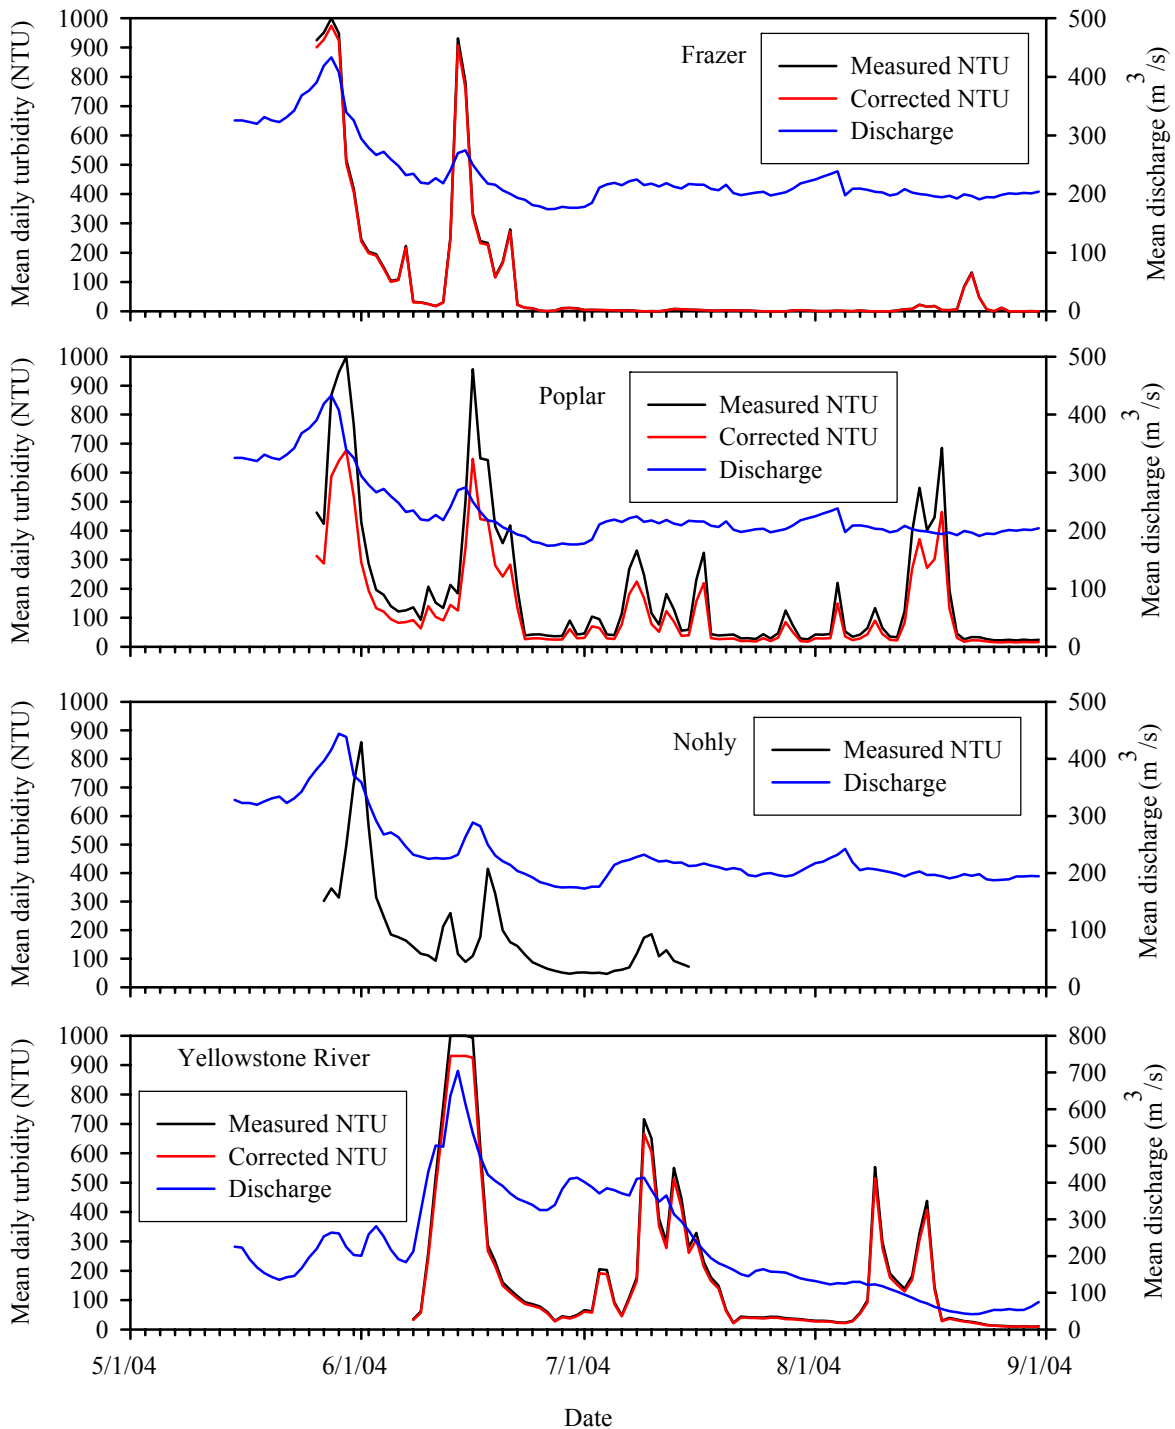 Mean daily turbidity (NTU)
1000
900
800
700
600
500
400
300
200
100
0
Frazer
Measured NTU
Corrected NTU
Discharge
500
400
300
200
100
0
Mean discharge (m³/s)
Mean daily turbidity (NTU)
1000
900
800
700
600
500
400
300
200
100
0
Poplar
Measured NTU
Corrected NTU
Discharge
500
400
300
200
100
0
Mean discharge (m³/s)
Mean daily turbidity (NTU)
1000
900
800
700
600
500
400
300
200
100
0
Nohly
Measured NTU
Discharge
500
400
300
200
100
0
Mean discharge (m³/s)
Mean daily turbidity (NTU)
1000
900
800
700
600
500
400
300
200
100
0
Yellowstone River
Measured NTU
Corrected NTU
Discharge
800
700
600
500
400
300
200
100
0
Mean discharge (m³/s)
5/1/04 6/1/04 7/1/04 8/1/04 9/1/04
Date